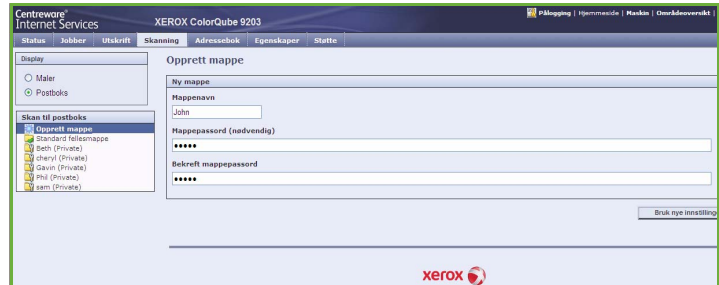 Centreware®
Internet Services
XEROX ColorQube 9203
Pålogging | Hjemmeside | Maskin | Områdeoversikt |
Status Jobber Utskrift Skanning Adressebok Egenskaper Støtte
Display
Maler
Postboks
Skan til postboks
Opprett mappe
Standard fellesmappe
Beth (Private)
cheryl (Private)
Gavin (Private)
Phil (Private)
sam (Private)
Opprett mappe
Ny mappe
Mappenavn
John
Mappepassord (nødvendig)
•••••
Bekreft mappepassord
•••••
Bruk nye innstilling
xerox